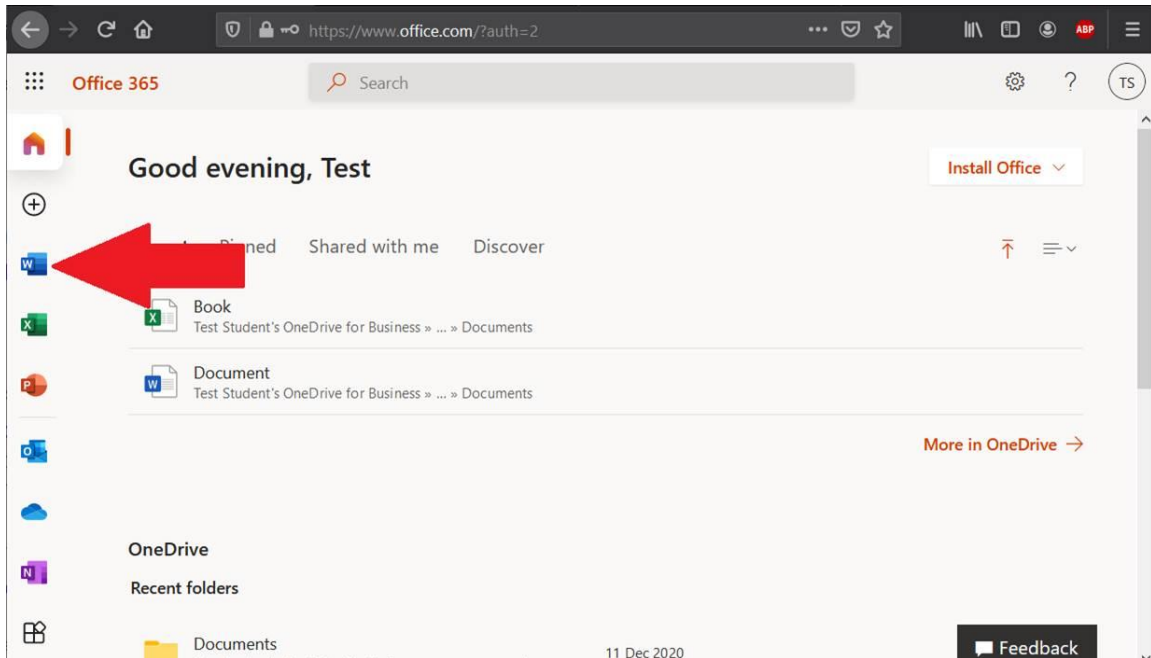 https://www.office.com/?auth=2
ABP
Office 365
Search
?
TS
Good evening, Test
Install Office
Pinned Shared with me Discover
W
X
Book
X
Test Student's OneDrive for Business » ... » Documents
Document
P
W
Test Student's OneDrive for Business » ... » Documents
More in OneDrive →
O
OneDrive
N
Recent folders
Documents
11 Dec 2020
Feedback